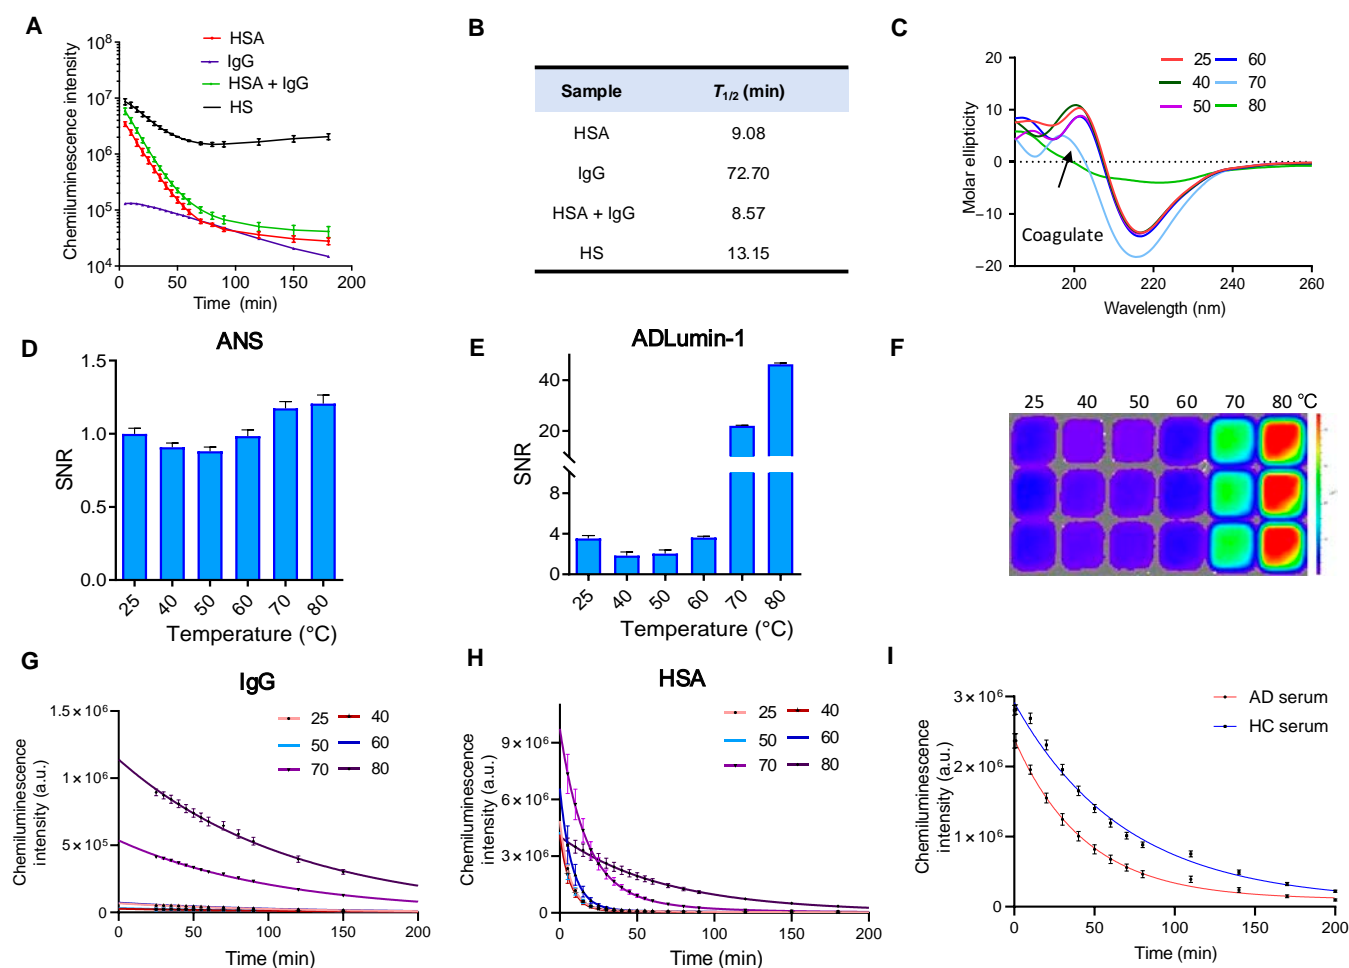 A
Chemiluminescence intensity
10⁸
10⁷
10⁶
10⁵
10⁴
0 50 100 150 200
Time (min)
HSA
IgG
HSA + IgG
HS
B
Sample T1/2 (min)
HSA 9.08
IgG 72.70
HSA + IgG 8.57
HS 13.15
C
Molar ellipticity
20
10
0
−10
−20
200 220 240 260
Wavelength (nm)
25 60
40 70
50 80
Coagulate
D
ANS
SNR
1.5
1.0
0.5
0.0
25 40 50 60 70 80
Temperature (°C)
E
ADLumin-1
SNR
40
20
8
4
0
25 40 50 60 70 80
Temperature (°C)
F
25 40 50 60 70 80 °C
G
IgG
Chemiluminescence
intensity (a.u.)
1.5×10⁶
1×10⁶
5×10⁵
0
0 50 100 150 200
Time (min)
25 40
50 60
70 80
H
HSA
Chemiluminescence
intensity (a.u.)
9×10⁶
6×10⁶
3×10⁶
0
0 50 100 150 200
Time (min)
25 40
50 60
70 80
I
Chemiluminescence
intensity (a.u.)
3 × 10⁶
2 × 10⁶
1 × 10⁶
0
0 50 100 150 200
Time (min)
AD serum
HC serum